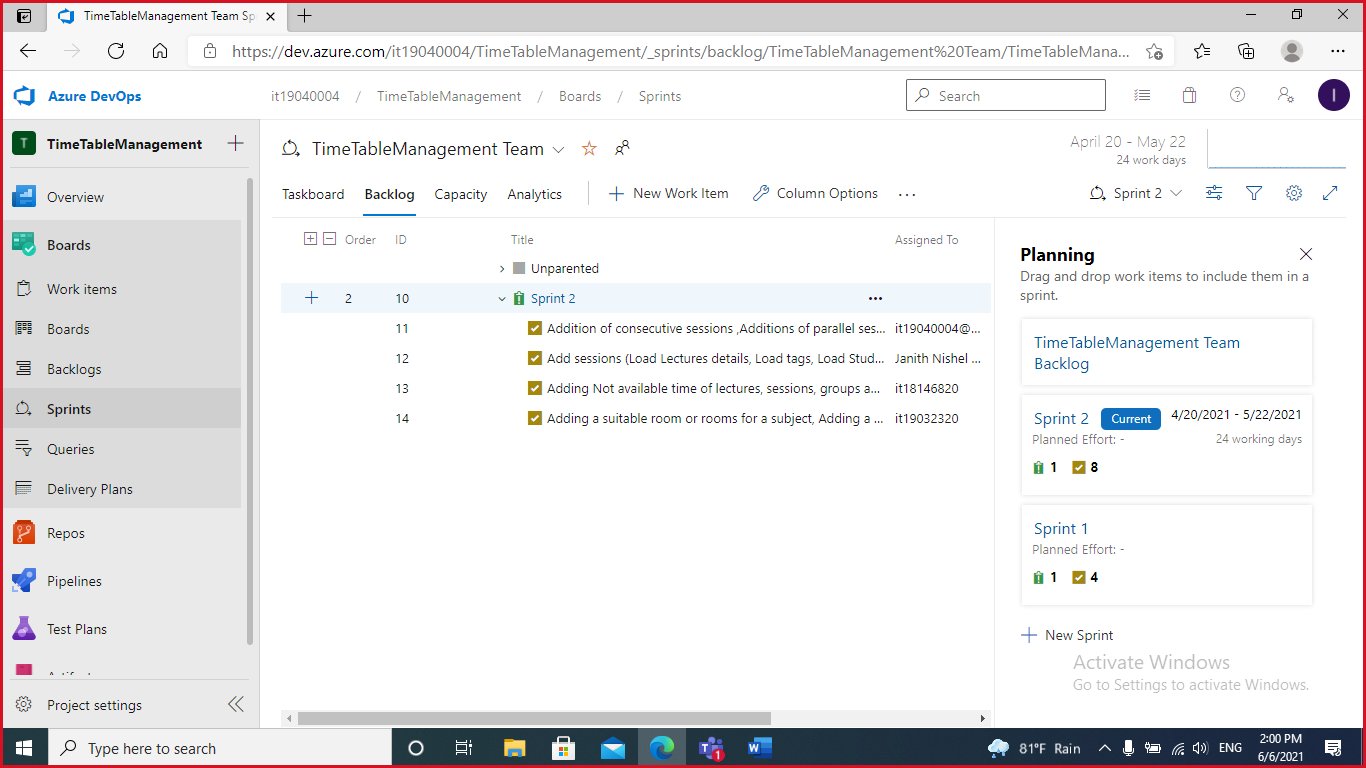 TimeTableManagement Team Sp
https://dev.azure.com/it19040004/TimeTableManagement/_sprints/backlog/TimeTableManagement%20Team/TimeTableMana...
Azure DevOps
it19040004 / TimeTableManagement / Boards / Sprints
Search
I
T TimeTableManagement
TimeTableManagement Team
April 20 - May 22
24 work days
Overview
Boards
Work items
Boards
Backlogs
Sprints
Queries
Delivery Plans
Repos
Pipelines
Test Plans
Project settings
Taskboard Backlog Capacity Analytics New Work Item Column Options ...
Sprint 2
Order ID Title Assigned To
Unparented
2 10 Sprint 2 ...
11 Addition of consecutive sessions ,Additions of parallel ses... it19040004@...
12 Add sessions (Load Lectures details, Load tags, Load Stud... Janith Nishel ...
13 Adding Not available time of lectures, sessions, groups a... it18146820
14 Adding a suitable room or rooms for a subject, Adding a ... it19032320
Planning
Drag and drop work items to include them in a
sprint.
TimeTableManagement Team
Backlog
Sprint 2 Current 4/20/2021 - 5/22/2021
Planned Effort: - 24 working days
1 8
Sprint 1
Planned Effort: -
1 4
New Sprint
Activate Windows
Go to Settings to activate Windows.
Type here to search
1
W
81°F Rain
ENG
2:00 PM
6/6/2021